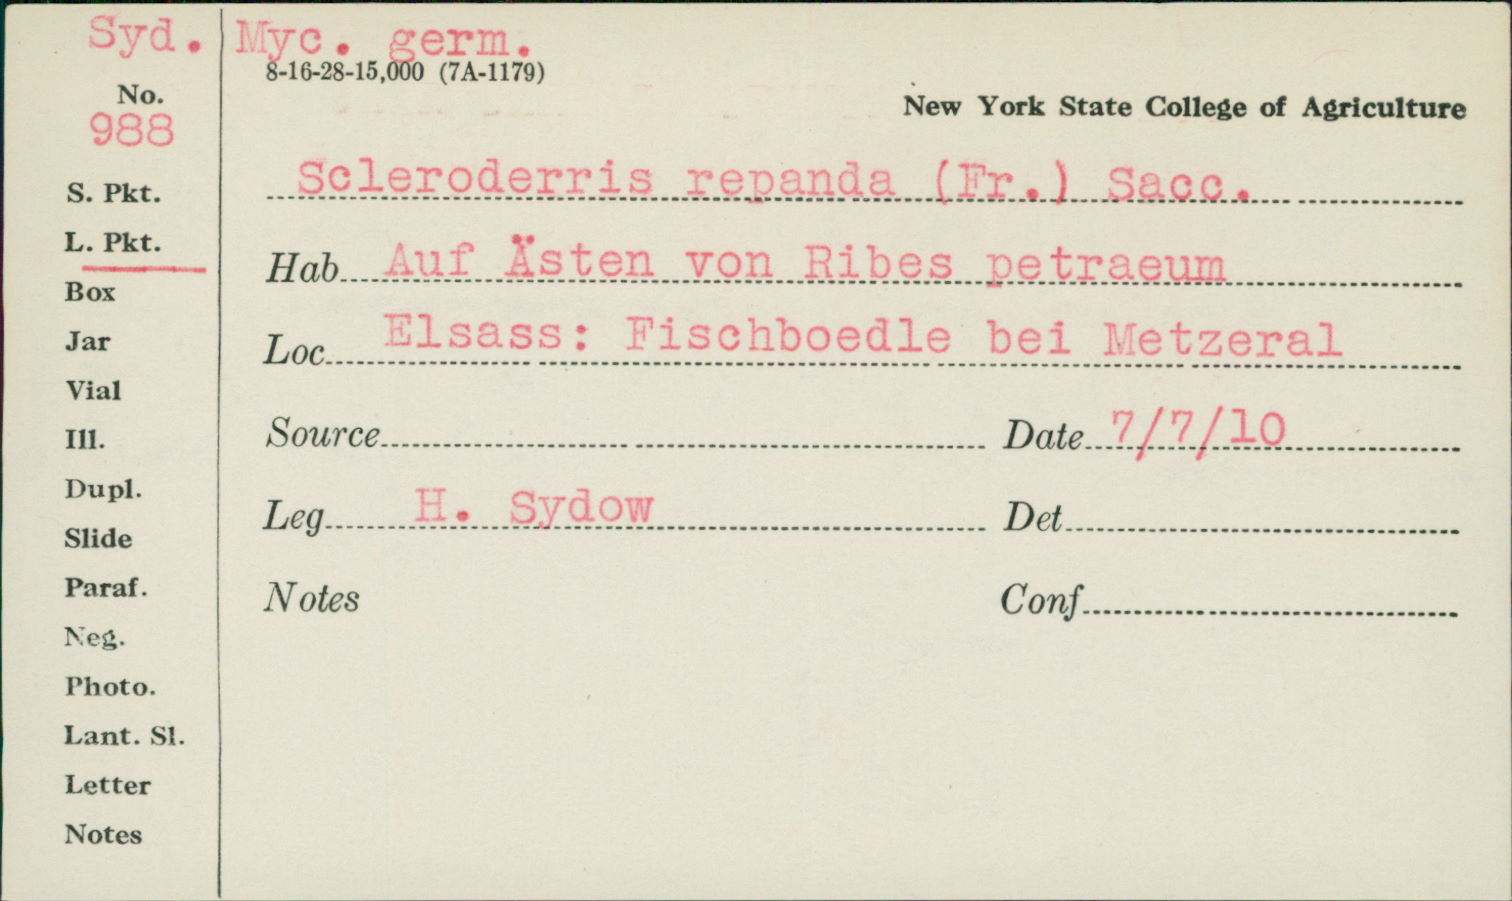 Syd. Myc. germ.
8-16-28-15,000 (7A-1179)
No.
988
New York State College of Agriculture
Scleroderris repanda (Fr.) Sacc.
S. Pkt.
L. Pkt.
Box
Jar
Vial
Ill.
Dupl.
Slide
Paraf.
Neg.
Photo.
Lant. Sl.
Letter
Notes
Hab Auf Ästen von Ribes petraeum
Loc Elsass: Fischboedle bei Metzeral
Source
Date 7/7/10
Leg H. Sydow
Det
Notes
Conf